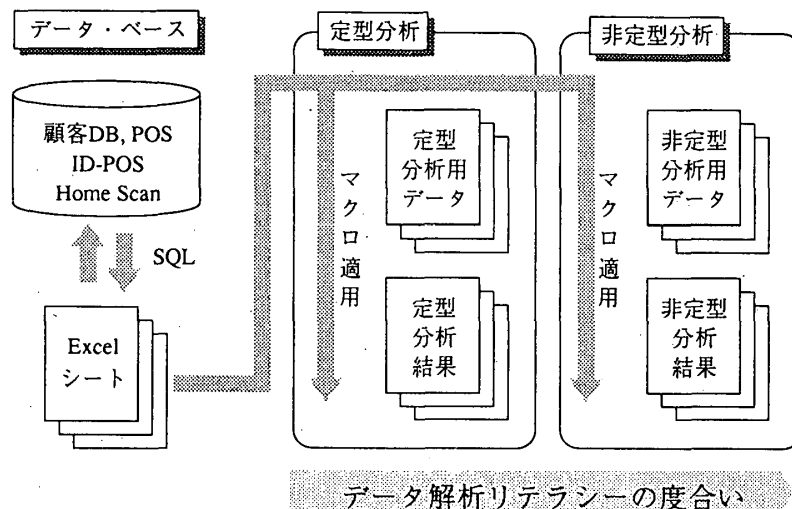 データ・ベース
顧客DB, POS
ID-POS
Home Scan
SQL
Excel
シート
定型分析
マクロ適用
定型
分析用
データ
定型
分析
結果
非定型分析
マクロ適用
非定型
分析用
データ
非定型
分析
結果
データ解析リテラシーの度合い